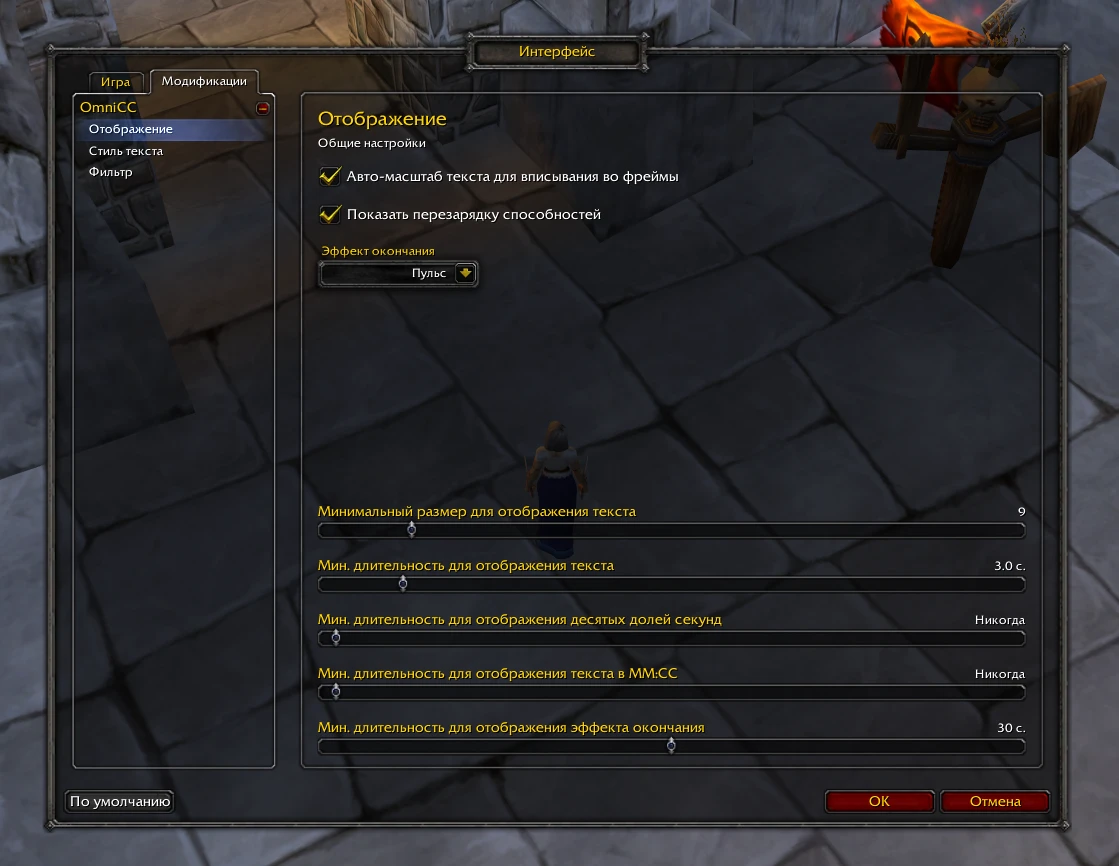 Интерфейс
Игра
Модификации
OmniCC
Отображение
Стиль текста
Фильтр
Отображение
Общие настройки
Авто-масштаб текста для вписывания во фреймы
Показать перезарядку способностей
Эффект окончания
Пульс
Минимальный размер для отображения текста 9
Мин. длительность для отображения текста 3.0 с.
Мин. длительность для отображения десятых долей секунд Никогда
Мин. длительность для отображения текста в ММ:СС Никогда
Мин. длительность для отображения эффекта окончания 30 с.
По умолчанию
ОК
Отмена